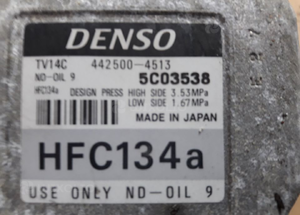 DENSO
TV14C 442500-4513
ND-OIL 9 5C03538
HFC134a DESIGN PRESS HIGH SIDE 3.53MPa
LOW SIDE 1.67MPa
MADE IN JAPAN
HFC134a
USE ONLY ND-OIL 9